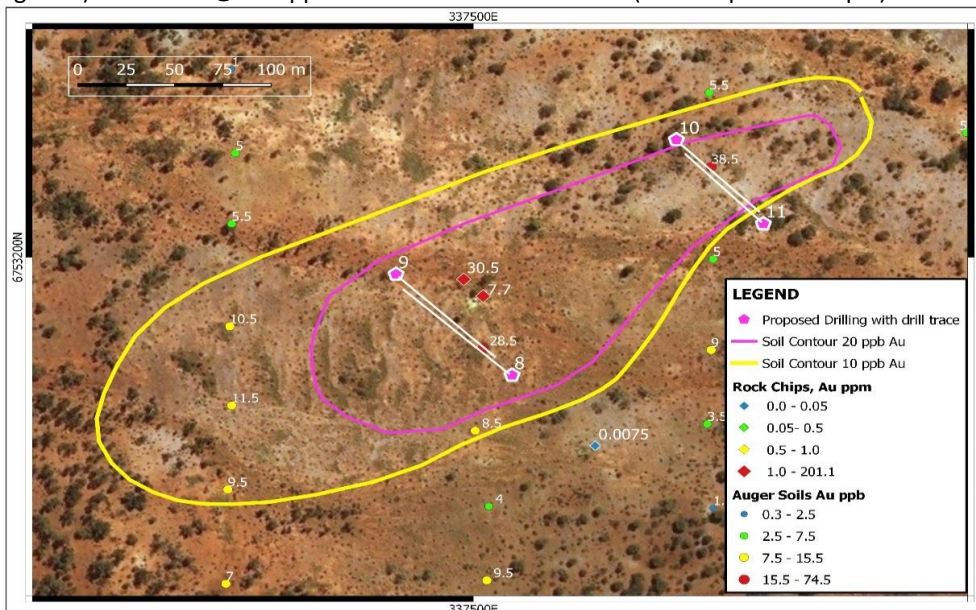 337500E
0 25 50 75 100 m
5.5
10
5
5
38.5
5.5
11
6753200N
9
5
30.5
7.7
10.5
28.5
9
8
11.5
3.5
8.5
0.0075
9.5
4
1.
7
9.5
LEGEND
Proposed Drilling with drill trace
Soil Contour 20 ppb Au
Soil Contour 10 ppb Au
Rock Chips, Au ppm
0.0 - 0.05
0.05- 0.5
0.5 - 1.0
1.0 - 201.1
Auger Soils Au ppb
0.3 - 2.5
2.5 - 7.5
7.5 - 15.5
15.5 - 74.5
337500E